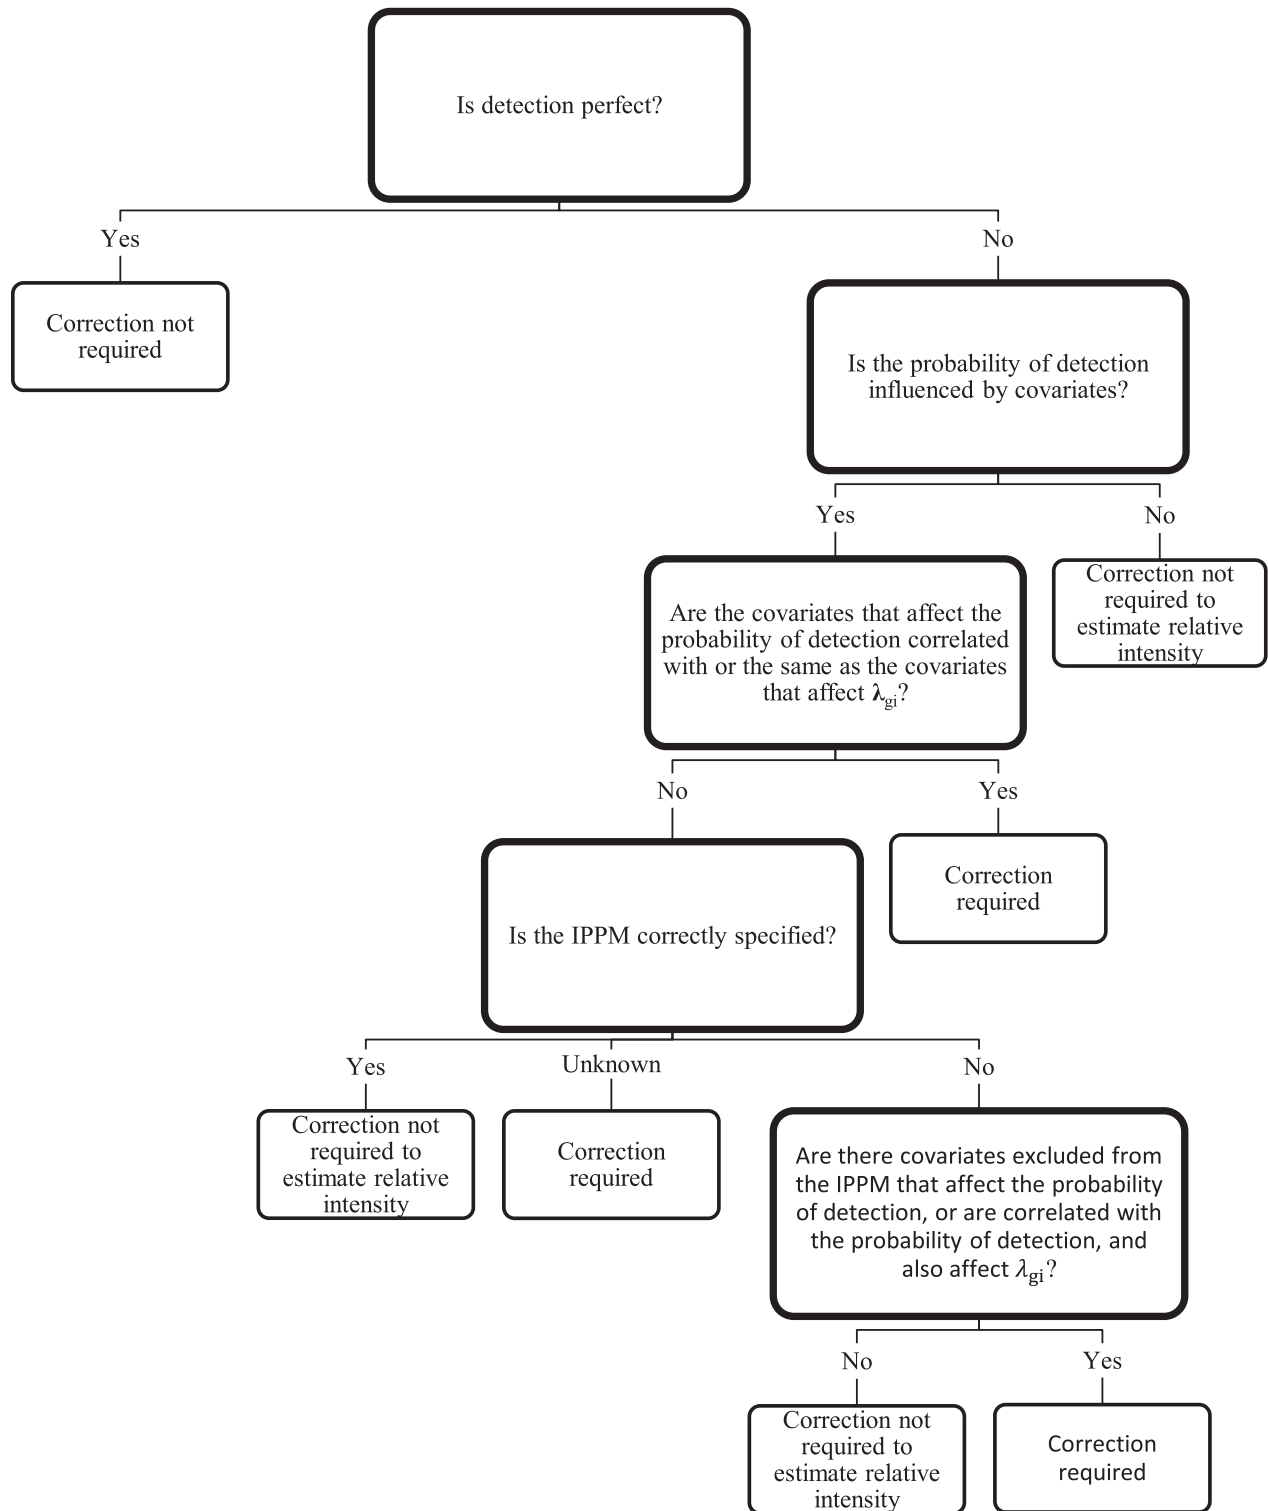 Is detection perfect?
Yes
No
Correction not
required
Is the probability of detection
influenced by covariates?
Yes
No
Are the covariates that affect the
probability of detection correlated
with or the same as the covariates
that affect λgi?
Correction not
required to
estimate relative
intensity
No
Yes
Is the IPPM correctly specified?
Correction
required
Yes
Unknown
No
Correction not
required to
estimate relative
intensity
Correction
required
Are there covariates excluded from
the IPPM that affect the probability
of detection, or are correlated with
the probability of detection, and
also affect λgi?
No
Yes
Correction not
required to
estimate relative
intensity
Correction
required